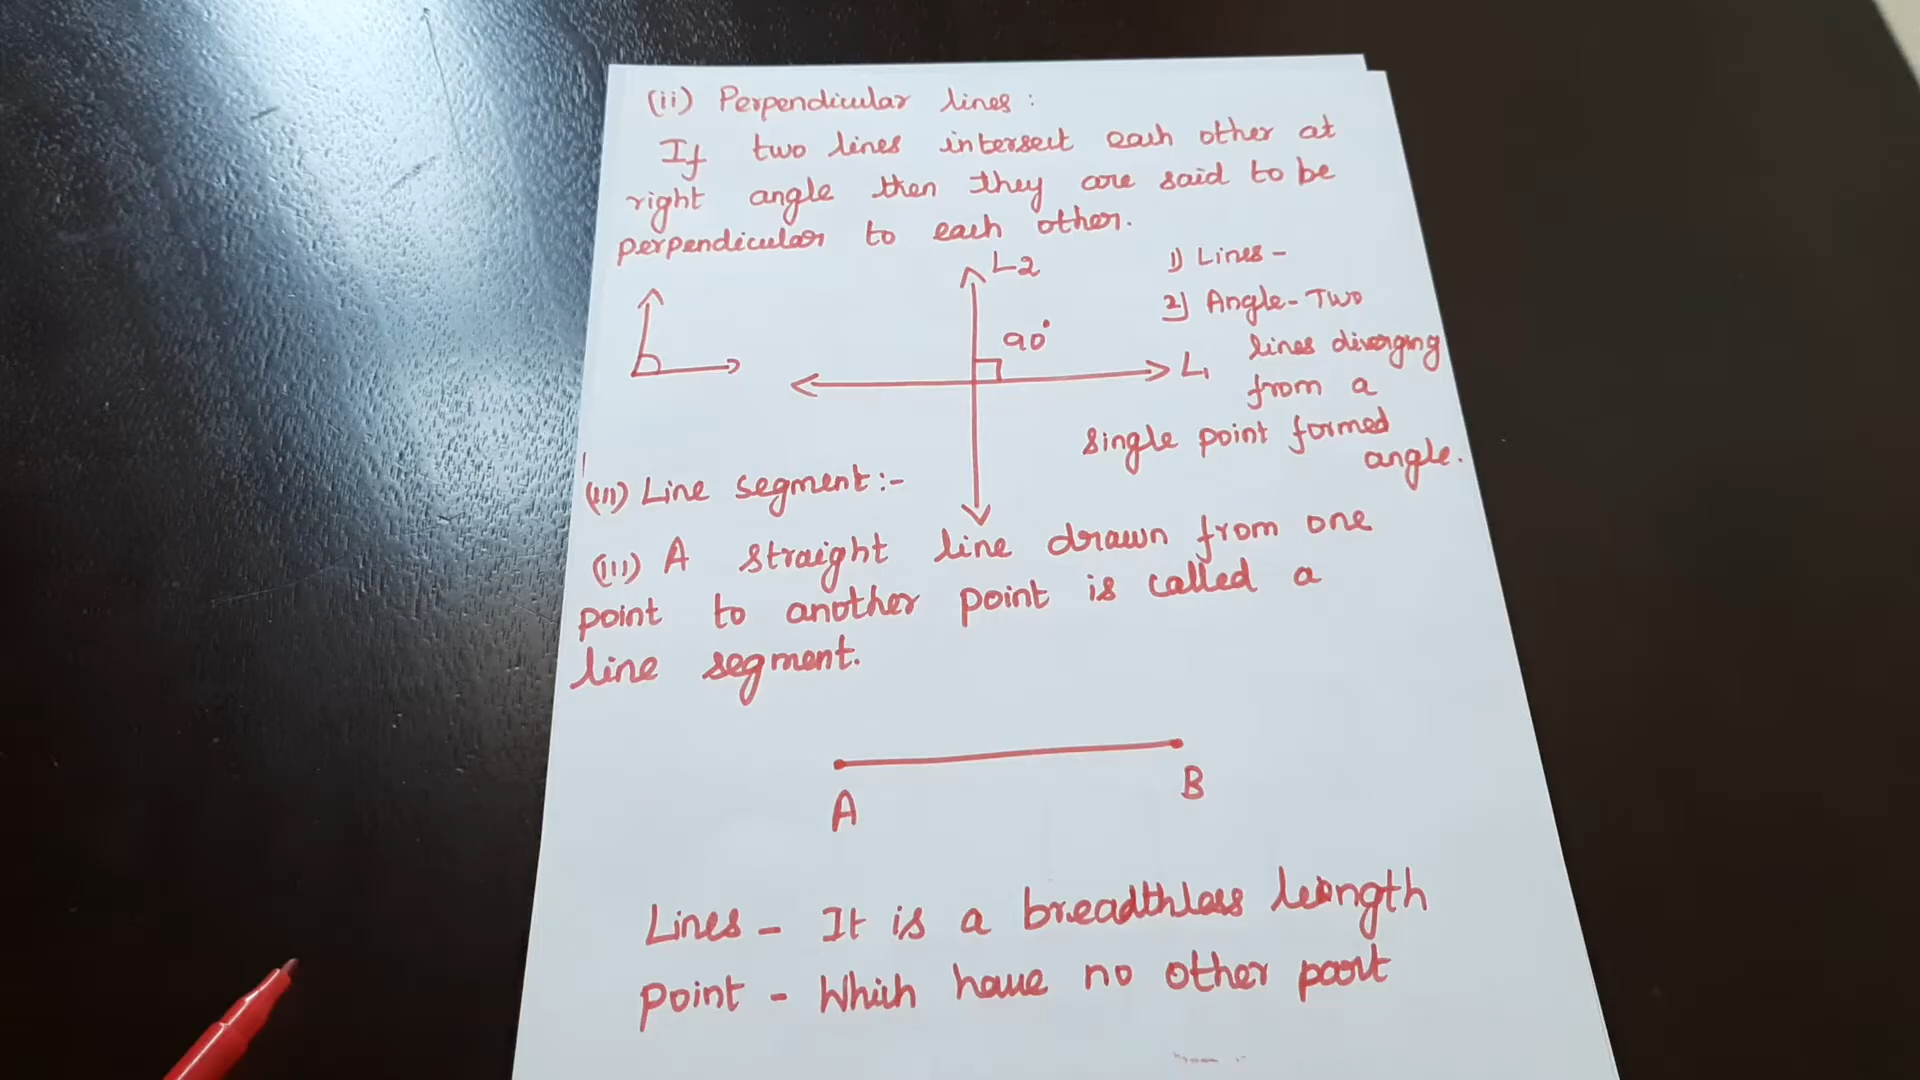 (ii) Perpendicular lines :
If two lines intersect each other at
right angle then they are said to be
perpendicular to each other.
L2
90°
L1
1) Lines -
2) Angle - Two
lines diverging
from a
single point formed
angle.
(iii) Line segment :-
(iii) A straight line drawn from one
point to another point is called a
line segment.
A
B
Lines - It is a breadthless length
point - Which have no other part